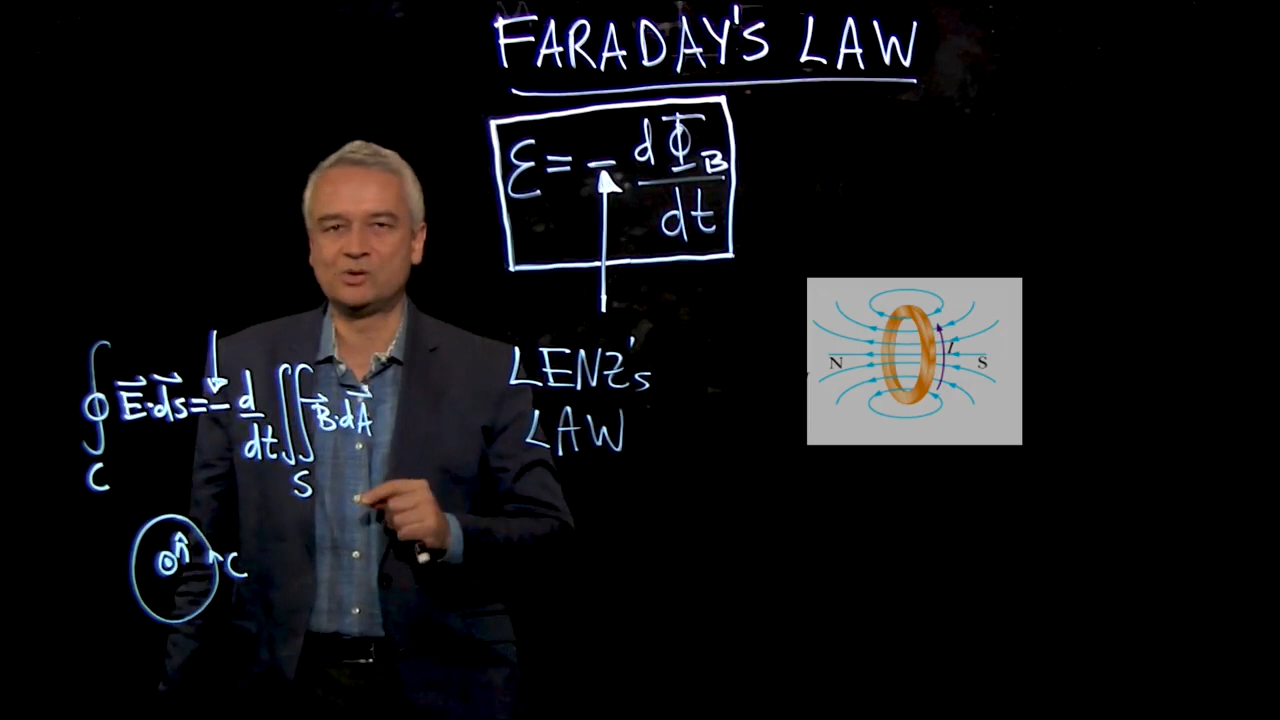 FARADAY'S LAW
ℰ = - dΦ_B/dt
LENZ's
LAW
∮_C E⃗·ds⃗ = - d/dt ∬_S B⃗·dA⃗
n̂ C
N I S